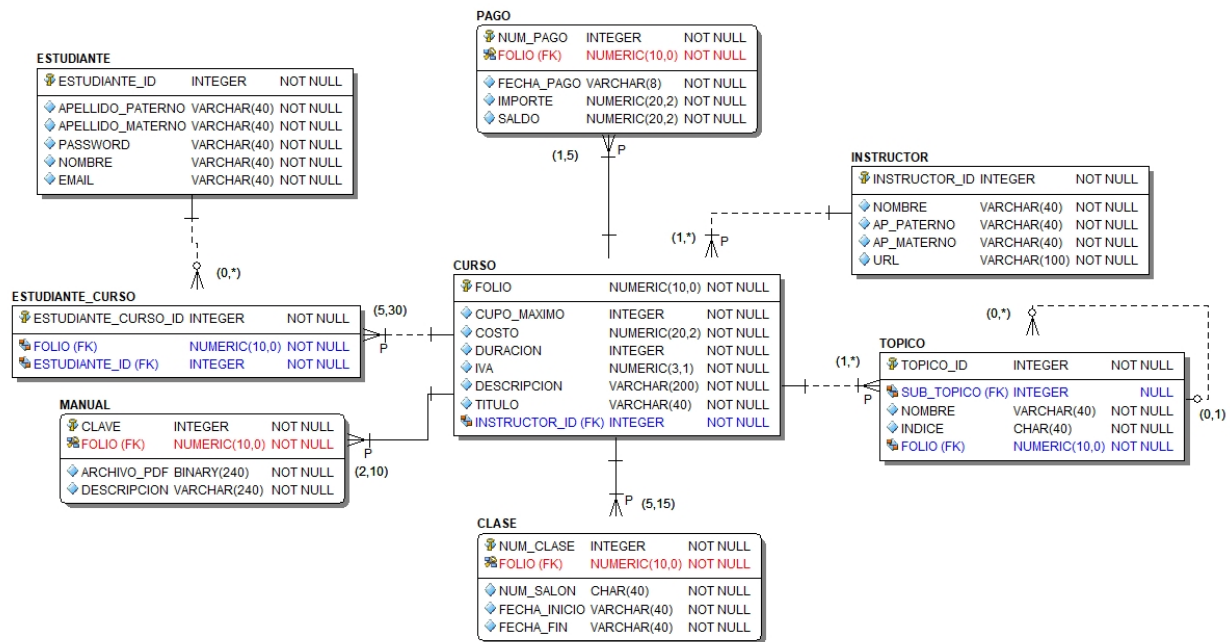 PAGO
NUM_PAGO INTEGER NOT NULL
FOLIO (FK) NUMERIC(10,0) NOT NULL
FECHA_PAGO VARCHAR(8) NOT NULL
IMPORTE NUMERIC(20,2) NOT NULL
SALDO NUMERIC(20,2) NOT NULL
(1,5)
P
ESTUDIANTE
ESTUDIANTE_ID INTEGER NOT NULL
APELLIDO_PATERNO VARCHAR(40) NOT NULL
APELLIDO_MATERNO VARCHAR(40) NOT NULL
PASSWORD VARCHAR(40) NOT NULL
NOMBRE VARCHAR(40) NOT NULL
EMAIL VARCHAR(40) NOT NULL
(0,*)
INSTRUCTOR
INSTRUCTOR_ID INTEGER NOT NULL
NOMBRE VARCHAR(40) NOT NULL
AP_PATERNO VARCHAR(40) NOT NULL
AP_MATERNO VARCHAR(40) NOT NULL
URL VARCHAR(100) NOT NULL
(1,*)
P
ESTUDIANTE_CURSO
ESTUDIANTE_CURSO_ID INTEGER NOT NULL
FOLIO (FK) NUMERIC(10,0) NOT NULL
ESTUDIANTE_ID (FK) INTEGER NOT NULL
(5,30)
P
CURSO
FOLIO NUMERIC(10,0) NOT NULL
CUPO_MAXIMO INTEGER NOT NULL
COSTO NUMERIC(20,2) NOT NULL
DURACION INTEGER NOT NULL
IVA NUMERIC(3,1) NOT NULL
DESCRIPCION VARCHAR(200) NOT NULL
TITULO VARCHAR(40) NOT NULL
INSTRUCTOR_ID (FK) INTEGER NOT NULL
(1,*)
P
(0,*)
TOPICO
TOPICO_ID INTEGER NOT NULL
SUB_TOPICO (FK) INTEGER NULL
NOMBRE VARCHAR(40) NOT NULL
INDICE CHAR(40) NOT NULL
FOLIO (FK) NUMERIC(10,0) NOT NULL
(0,1)
MANUAL
CLAVE INTEGER NOT NULL
FOLIO (FK) NUMERIC(10,0) NOT NULL
ARCHIVO_PDF BINARY(240) NOT NULL
DESCRIPCION VARCHAR(240) NOT NULL
P
(2,10)
P
(5,15)
CLASE
NUM_CLASE INTEGER NOT NULL
FOLIO (FK) NUMERIC(10,0) NOT NULL
NUM_SALON CHAR(40) NOT NULL
FECHA_INICIO VARCHAR(40) NOT NULL
FECHA_FIN VARCHAR(40) NOT NULL